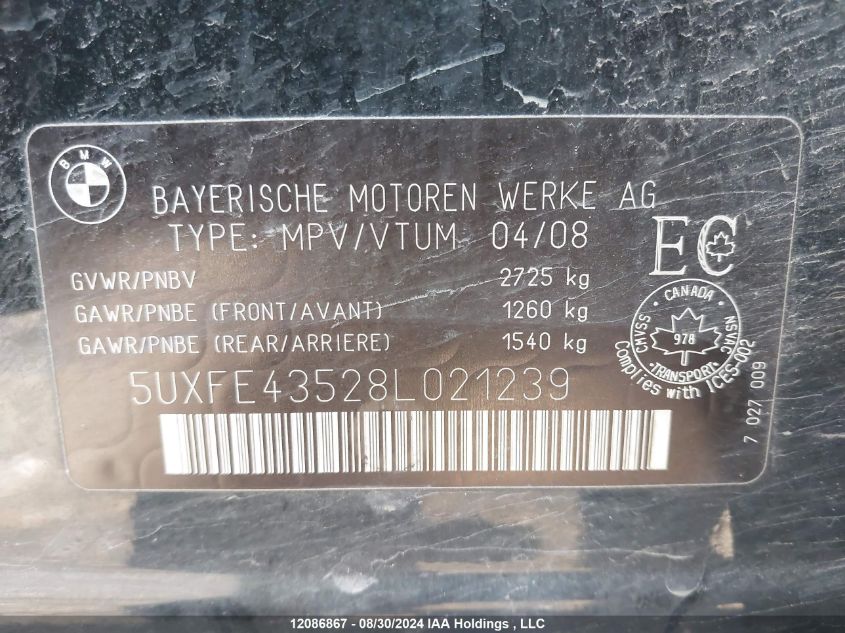 BMW
BAYERISCHE MOTOREN WERKE AG
TYPE: MPV/VTUM 04/08
EC
GVWR/PNBV 2725 kg
GAWR/PNBE (FRONT/AVANT) 1260 kg
GAWR/PNBE (REAR/ARRIERE) 1540 kg
CANADA
CMVSS
NSVAC
978
TRANSPORT
Complies with ICES-002
7 027 009
5UXFE43528L021239
12086867 - 08/30/2024 IAA Holdings , LLC